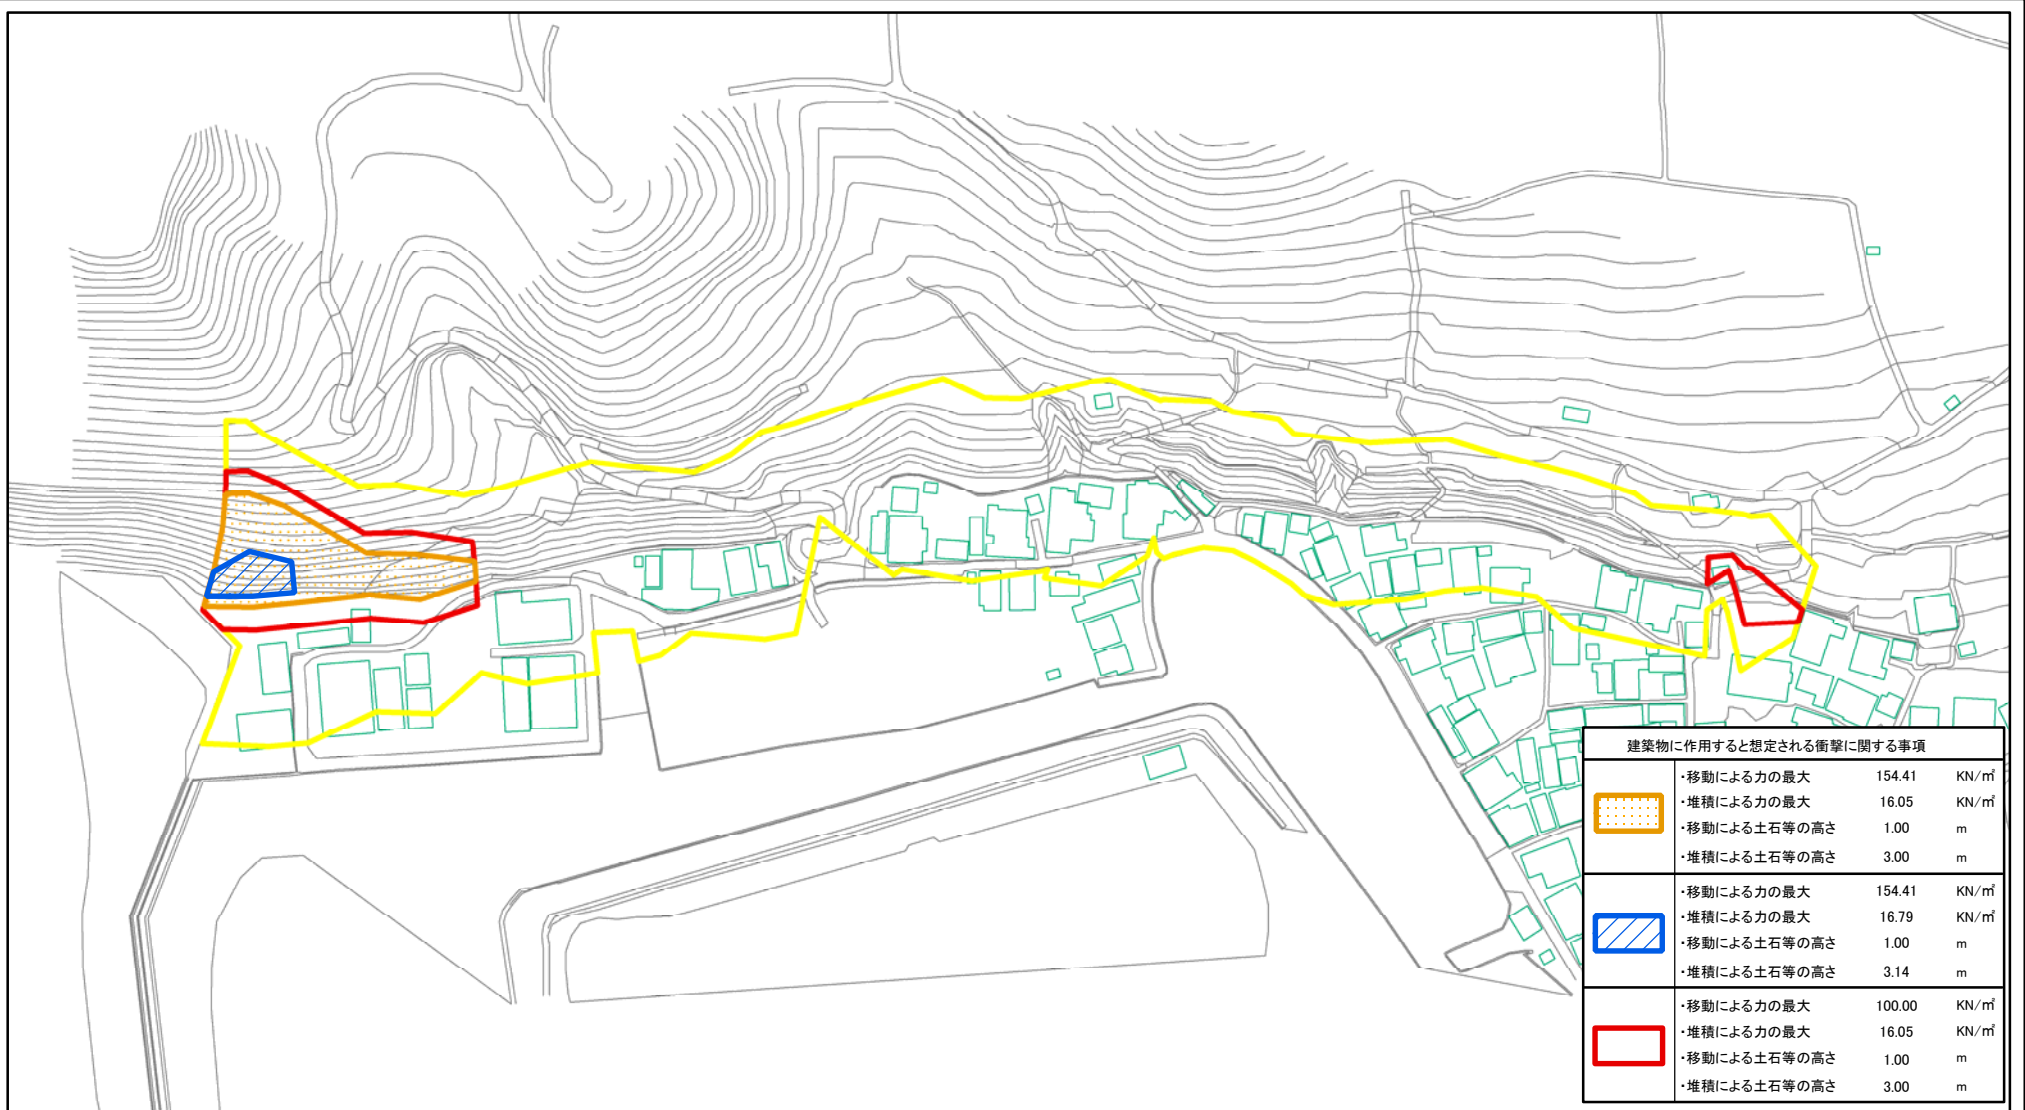 建築物に作用すると想定される衝撃に関する事項
・移動による力の最大 154.41 KN/㎡
・堆積による力の最大 16.05 KN/㎡
・移動による土石等の高さ 1.00 m
・堆積による土石等の高さ 3.00 m
・移動による力の最大 154.41 KN/㎡
・堆積による力の最大 16.79 KN/㎡
・移動による土石等の高さ 1.00 m
・堆積による土石等の高さ 3.14 m
・移動による力の最大 100.00 KN/㎡
・堆積による力の最大 16.05 KN/㎡
・移動による土石等の高さ 1.00 m
・堆積による土石等の高さ 3.00 m